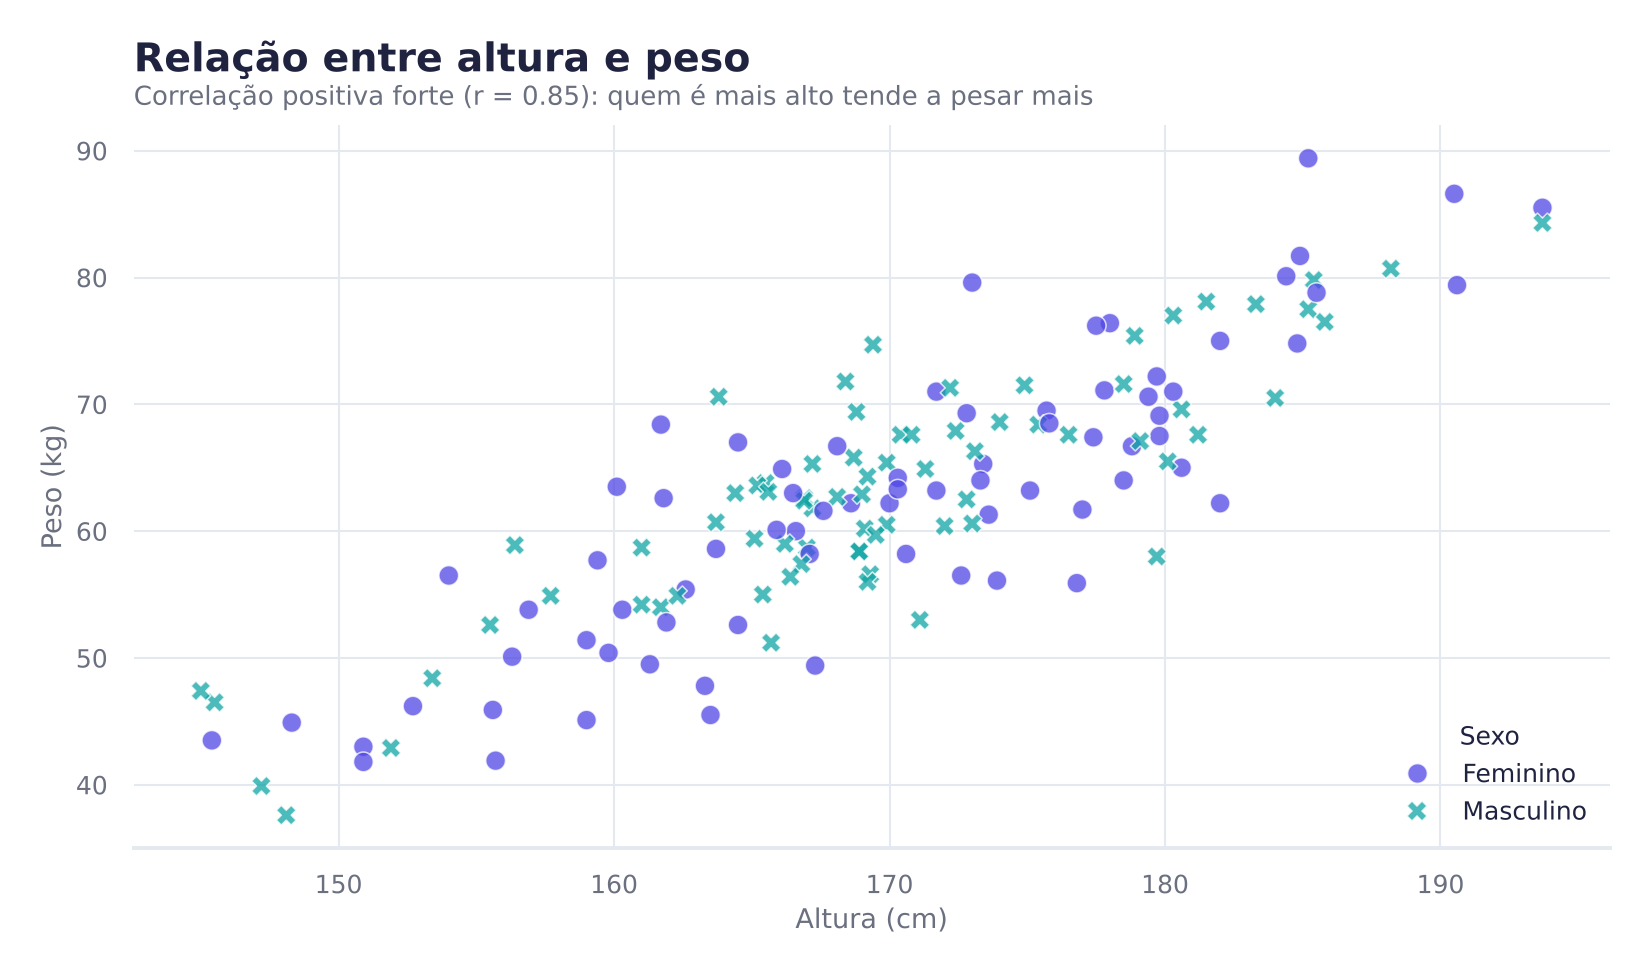 Relação entre altura e peso
Correlação positiva forte (r = 0.85): quem é mais alto tende a pesar mais
90
80
70
60
50
40
Peso (kg)
Sexo
Feminino
Masculino
150 160 170 180 190
Altura (cm)